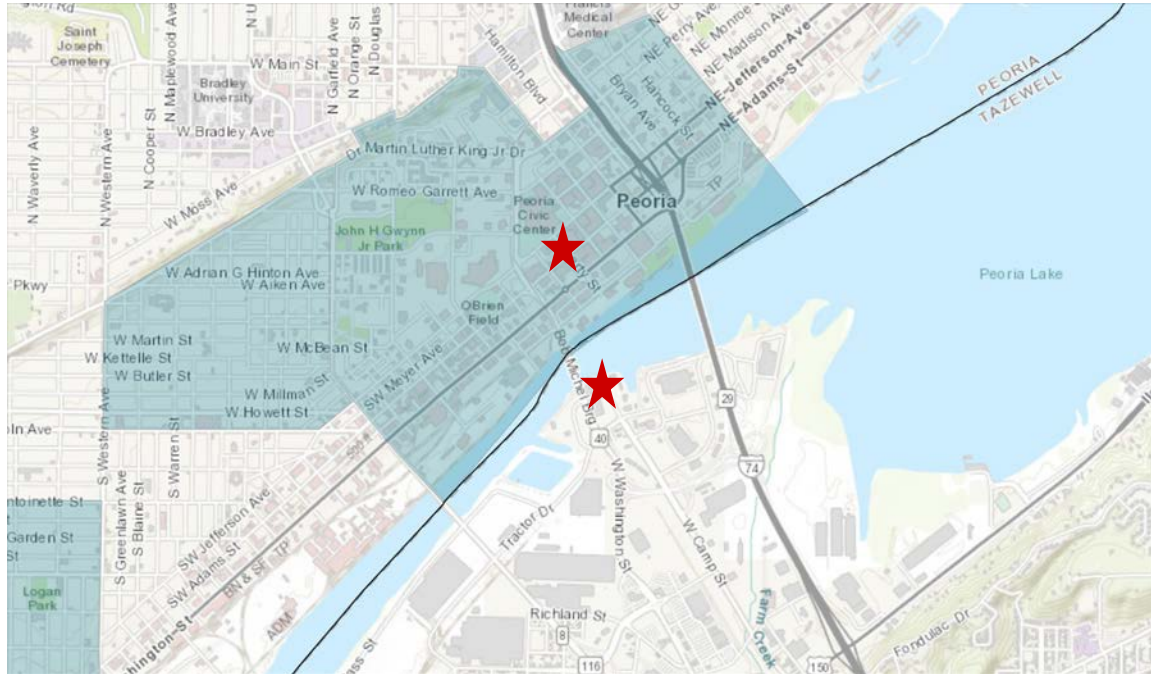 Saint
Joseph
Cemetery
N Maplewood Ave
W Main St
N Garfield Ave
N Orange St
N Douglas
Hamilton Blvd
Francis
Medical
Center
NE Perry Ave
NE Monroe
NE Madison Ave
NE-Jefferson-Ave
NE-Adams-St
PEORIA
TAZEWELL
Bradley
University
Hancock St
Bryan Ave
N Waverly Ave
N Western Ave
N Cooper St
W Bradley Ave
Dr Martin Luther King Jr Dr
W Moss Ave
W Romeo Garrett Ave
Peoria
Civic
Center
Peoria
TP
John H Gwynn
Jr Park
Pkwy
W Adrian G Hinton Ave
W Aiken Ave
Peoria Lake
OBrien
Field
W Martin St
W Kettelle St
W Butler St
W McBean St
SW Meyer Ave
Bob Michel Brg
W Millman St
W Howett St
29
40
74
S Western Ave
S Warren St
W Washington St
W Camp St
S Greenlawn Ave
S Blaine St
Garden St
St
SW Jefferson Ave
SW Adams St
BN & S
TP
Tractor Dr
Logan
Park
ADM
Richland St
8
116
Farm Creek
Fondulac Dr
150